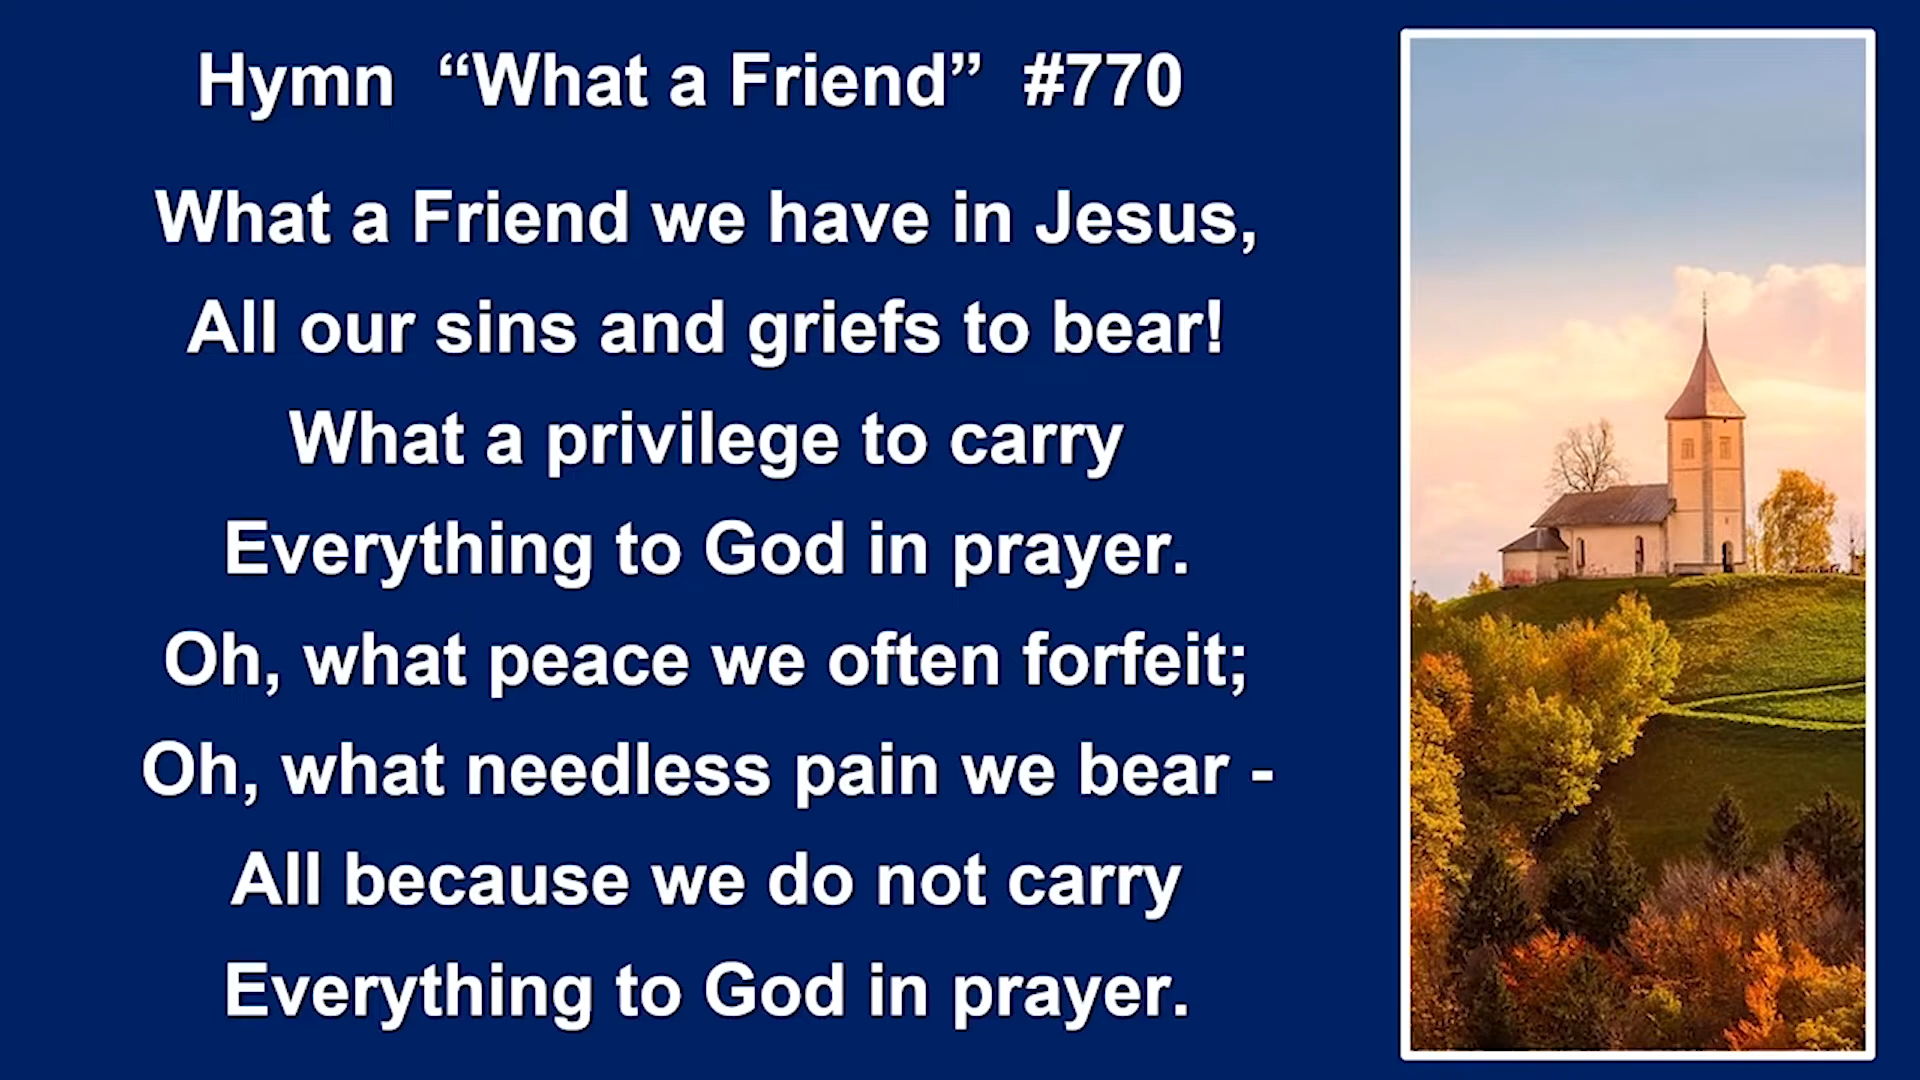 Hymn “What a Friend” #770
What a Friend we have in Jesus,
All our sins and griefs to bear!
What a privilege to carry
Everything to God in prayer.
Oh, what peace we often forfeit;
Oh, what needless pain we bear -
All because we do not carry
Everything to God in prayer.